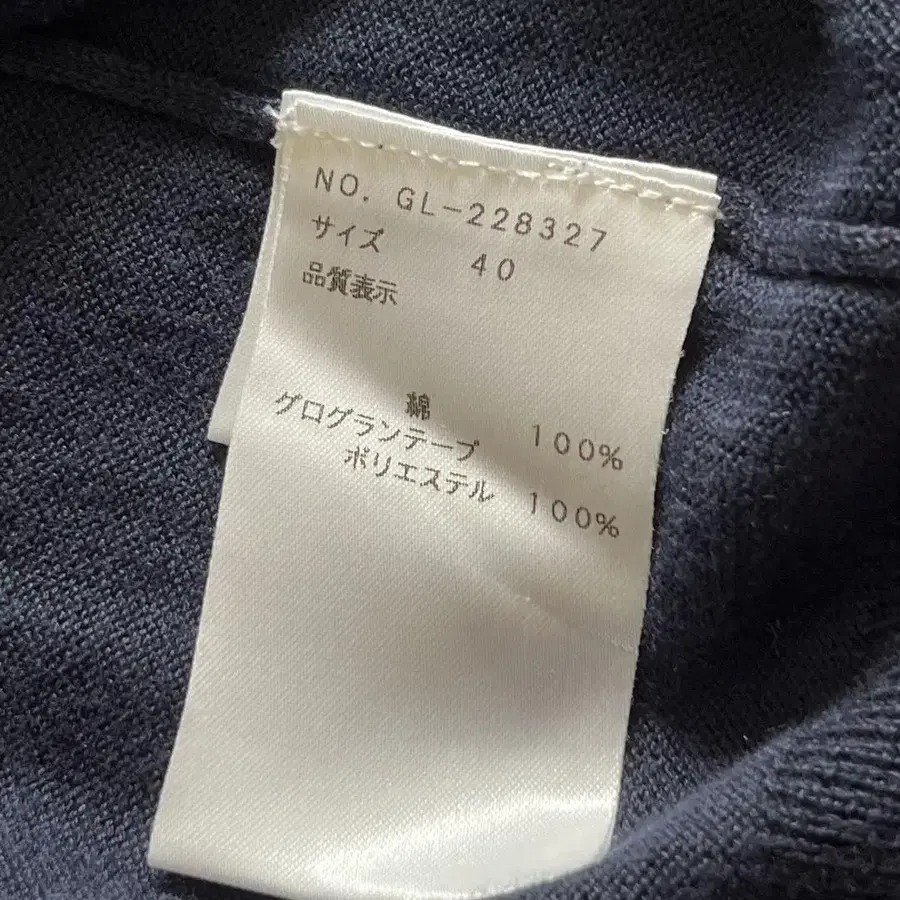 NO. GL-228327
サイズ 40
品質表示
綿 100%
グログランテープ
ポリエステル 100%